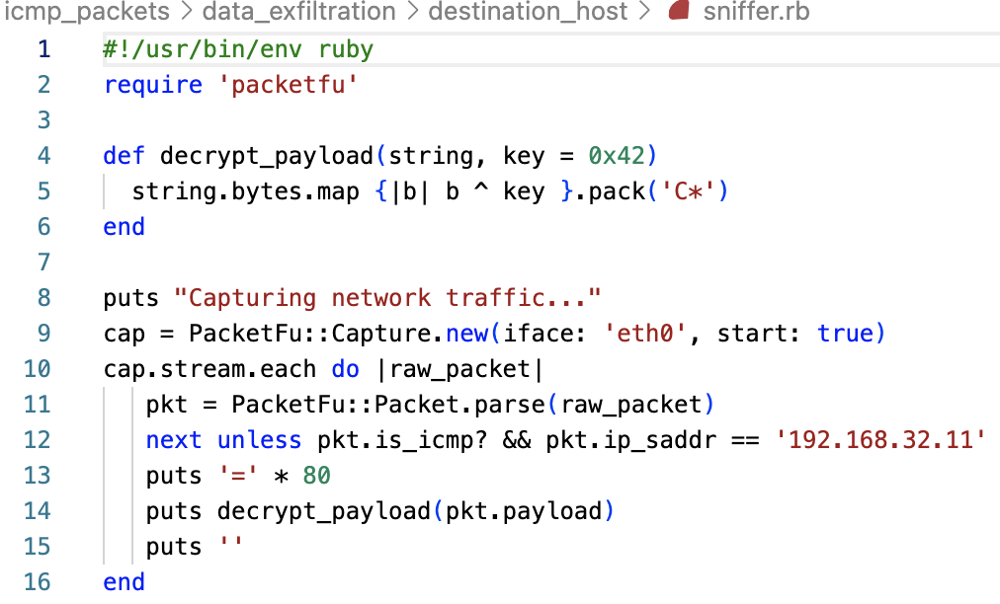 icmp_packets > data_exfiltration > destination_host > sniffer.rb
1 #!/usr/bin/env ruby
2 require 'packetfu'
3
4 def decrypt_payload(string, key = 0x42)
5   string.bytes.map {|b| b ^ key }.pack('C*')
6 end
7
8 puts "Capturing network traffic..."
9 cap = PacketFu::Capture.new(iface: 'eth0', start: true)
10 cap.stream.each do |raw_packet|
11    pkt = PacketFu::Packet.parse(raw_packet)
12    next unless pkt.is_icmp? && pkt.ip_saddr == '192.168.32.11'
13    puts '=' * 80
14    puts decrypt_payload(pkt.payload)
15    puts ''
16 end